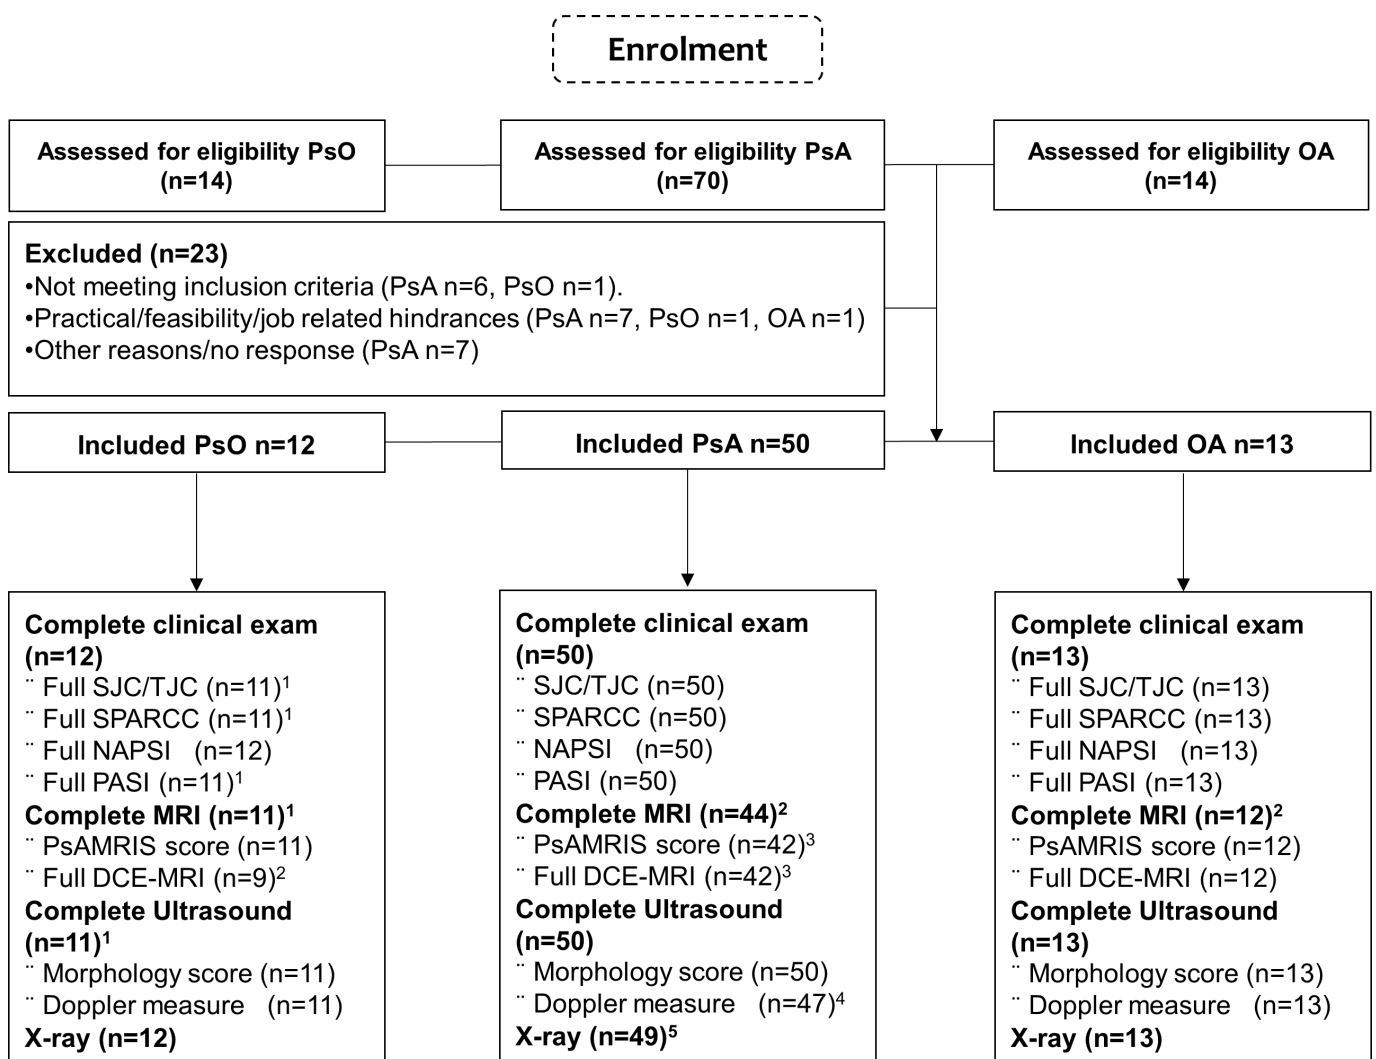 Enrolment
Assessed for eligibility PsO
(n=14)
Assessed for eligibility PsA
(n=70)
Assessed for eligibility OA
(n=14)
Excluded (n=23)
•Not meeting inclusion criteria (PsA n=6, PsO n=1).
•Practical/feasibility/job related hindrances (PsA n=7, PsO n=1, OA n=1)
•Other reasons/no response (PsA n=7)
Included PsO n=12
Included PsA n=50
Included OA n=13
Complete clinical exam
(n=12)
¨ Full SJC/TJC (n=11)¹
¨ Full SPARCC (n=11)¹
¨ Full NAPSI (n=12)
¨ Full PASI (n=11)¹
Complete MRI (n=11)¹
¨ PsAMRIS score (n=11)
¨ Full DCE-MRI (n=9)²
Complete Ultrasound
(n=11)¹
¨ Morphology score (n=11)
¨ Doppler measure (n=11)
X-ray (n=12)
Complete clinical exam
(n=50)
¨ SJC/TJC (n=50)
¨ SPARCC (n=50)
¨ NAPSI (n=50)
¨ PASI (n=50)
Complete MRI (n=44)²
¨ PsAMRIS score (n=42)³
¨ Full DCE-MRI (n=42)³
Complete Ultrasound
(n=50)
¨ Morphology score (n=50)
¨ Doppler measure (n=47)⁴
X-ray (n=49)⁵
Complete clinical exam
(n=13)
¨ Full SJC/TJC (n=13)
¨ Full SPARCC (n=13)
¨ Full NAPSI (n=13)
¨ Full PASI (n=13)
Complete MRI (n=12)²
¨ PsAMRIS score (n=12)
¨ Full DCE-MRI (n=12)
Complete Ultrasound
(n=13)
¨ Morphology score (n=13)
¨ Doppler measure (n=13)
X-ray (n=13)